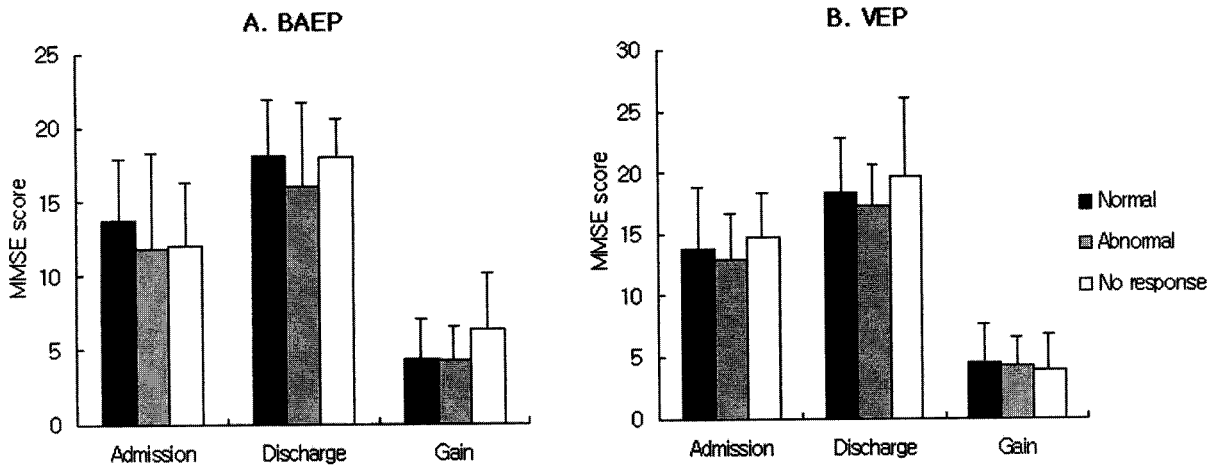 A. BAEP
25
20
15
10
5
0
MMSE score
Admission
Discharge
Gain
B. VEP
30
25
20
15
10
5
0
MMSE score
Admission
Discharge
Gain
Normal
Abnormal
No response